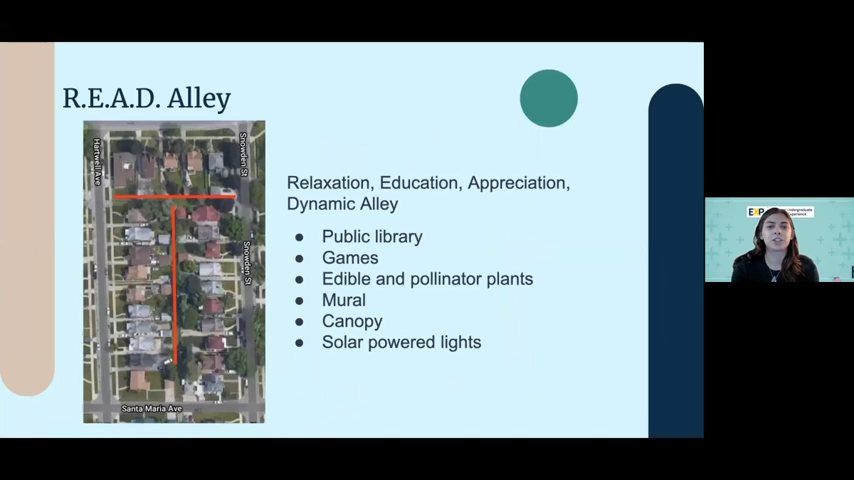 R.E.A.D. Alley
Hartwell Ave
Snowden St
Snowden St
Santa Maria Ave
Relaxation, Education, Appreciation,
Dynamic Alley
● Public library
● Games
● Edible and pollinator plants
● Mural
● Canopy
● Solar powered lights